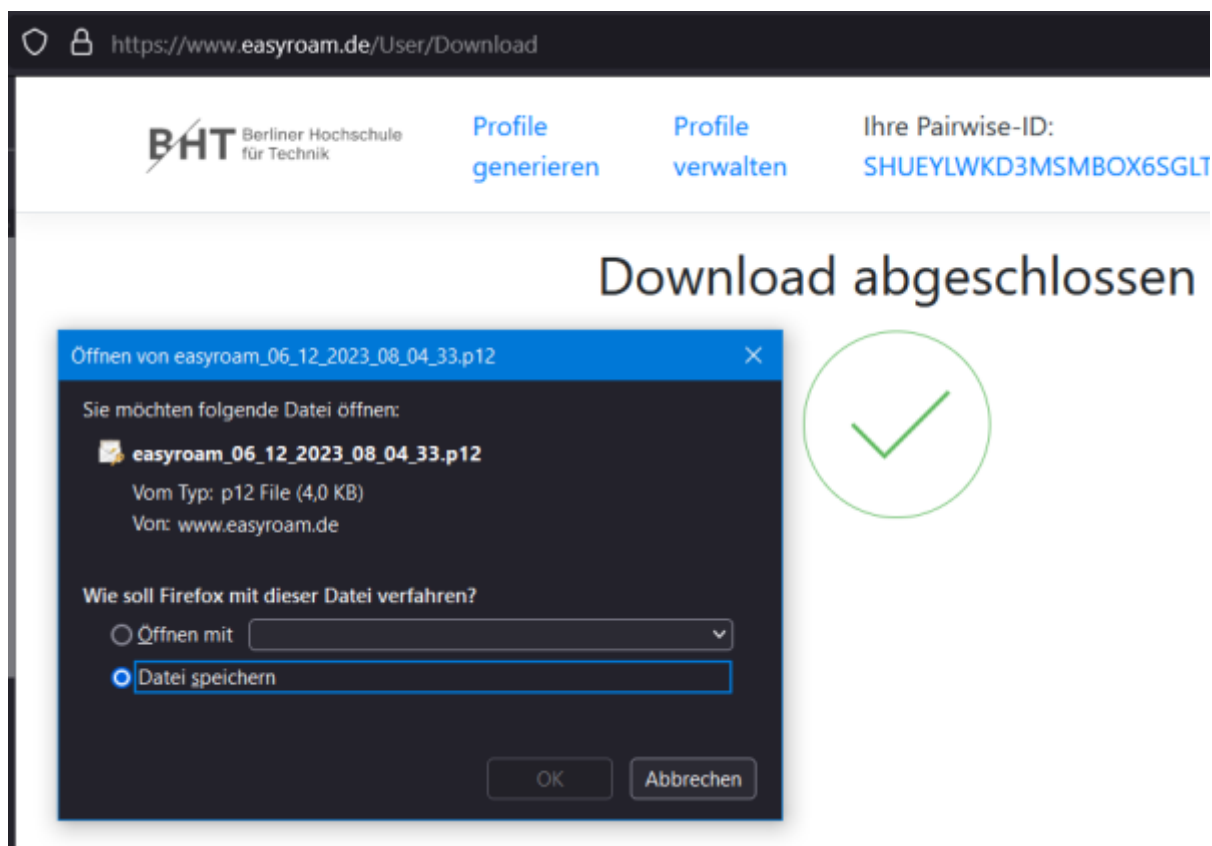 https://www.easyroam.de/User/Download
BHT Berliner Hochschule
für Technik
Profile
generieren
Profile
verwalten
Ihre Pairwise-ID:
SHUEYLWKD3MSMBOX6SGLT
Download abgeschlossen
Öffnen von easyroam_06_12_2023_08_04_33.p12
Sie möchten folgende Datei öffnen:
easyroam_06_12_2023_08_04_33.p12
Vom Typ: p12 File (4,0 KB)
Von: www.easyroam.de
Wie soll Firefox mit dieser Datei verfahren?
Öffnen mit
Datei speichern
OK
Abbrechen